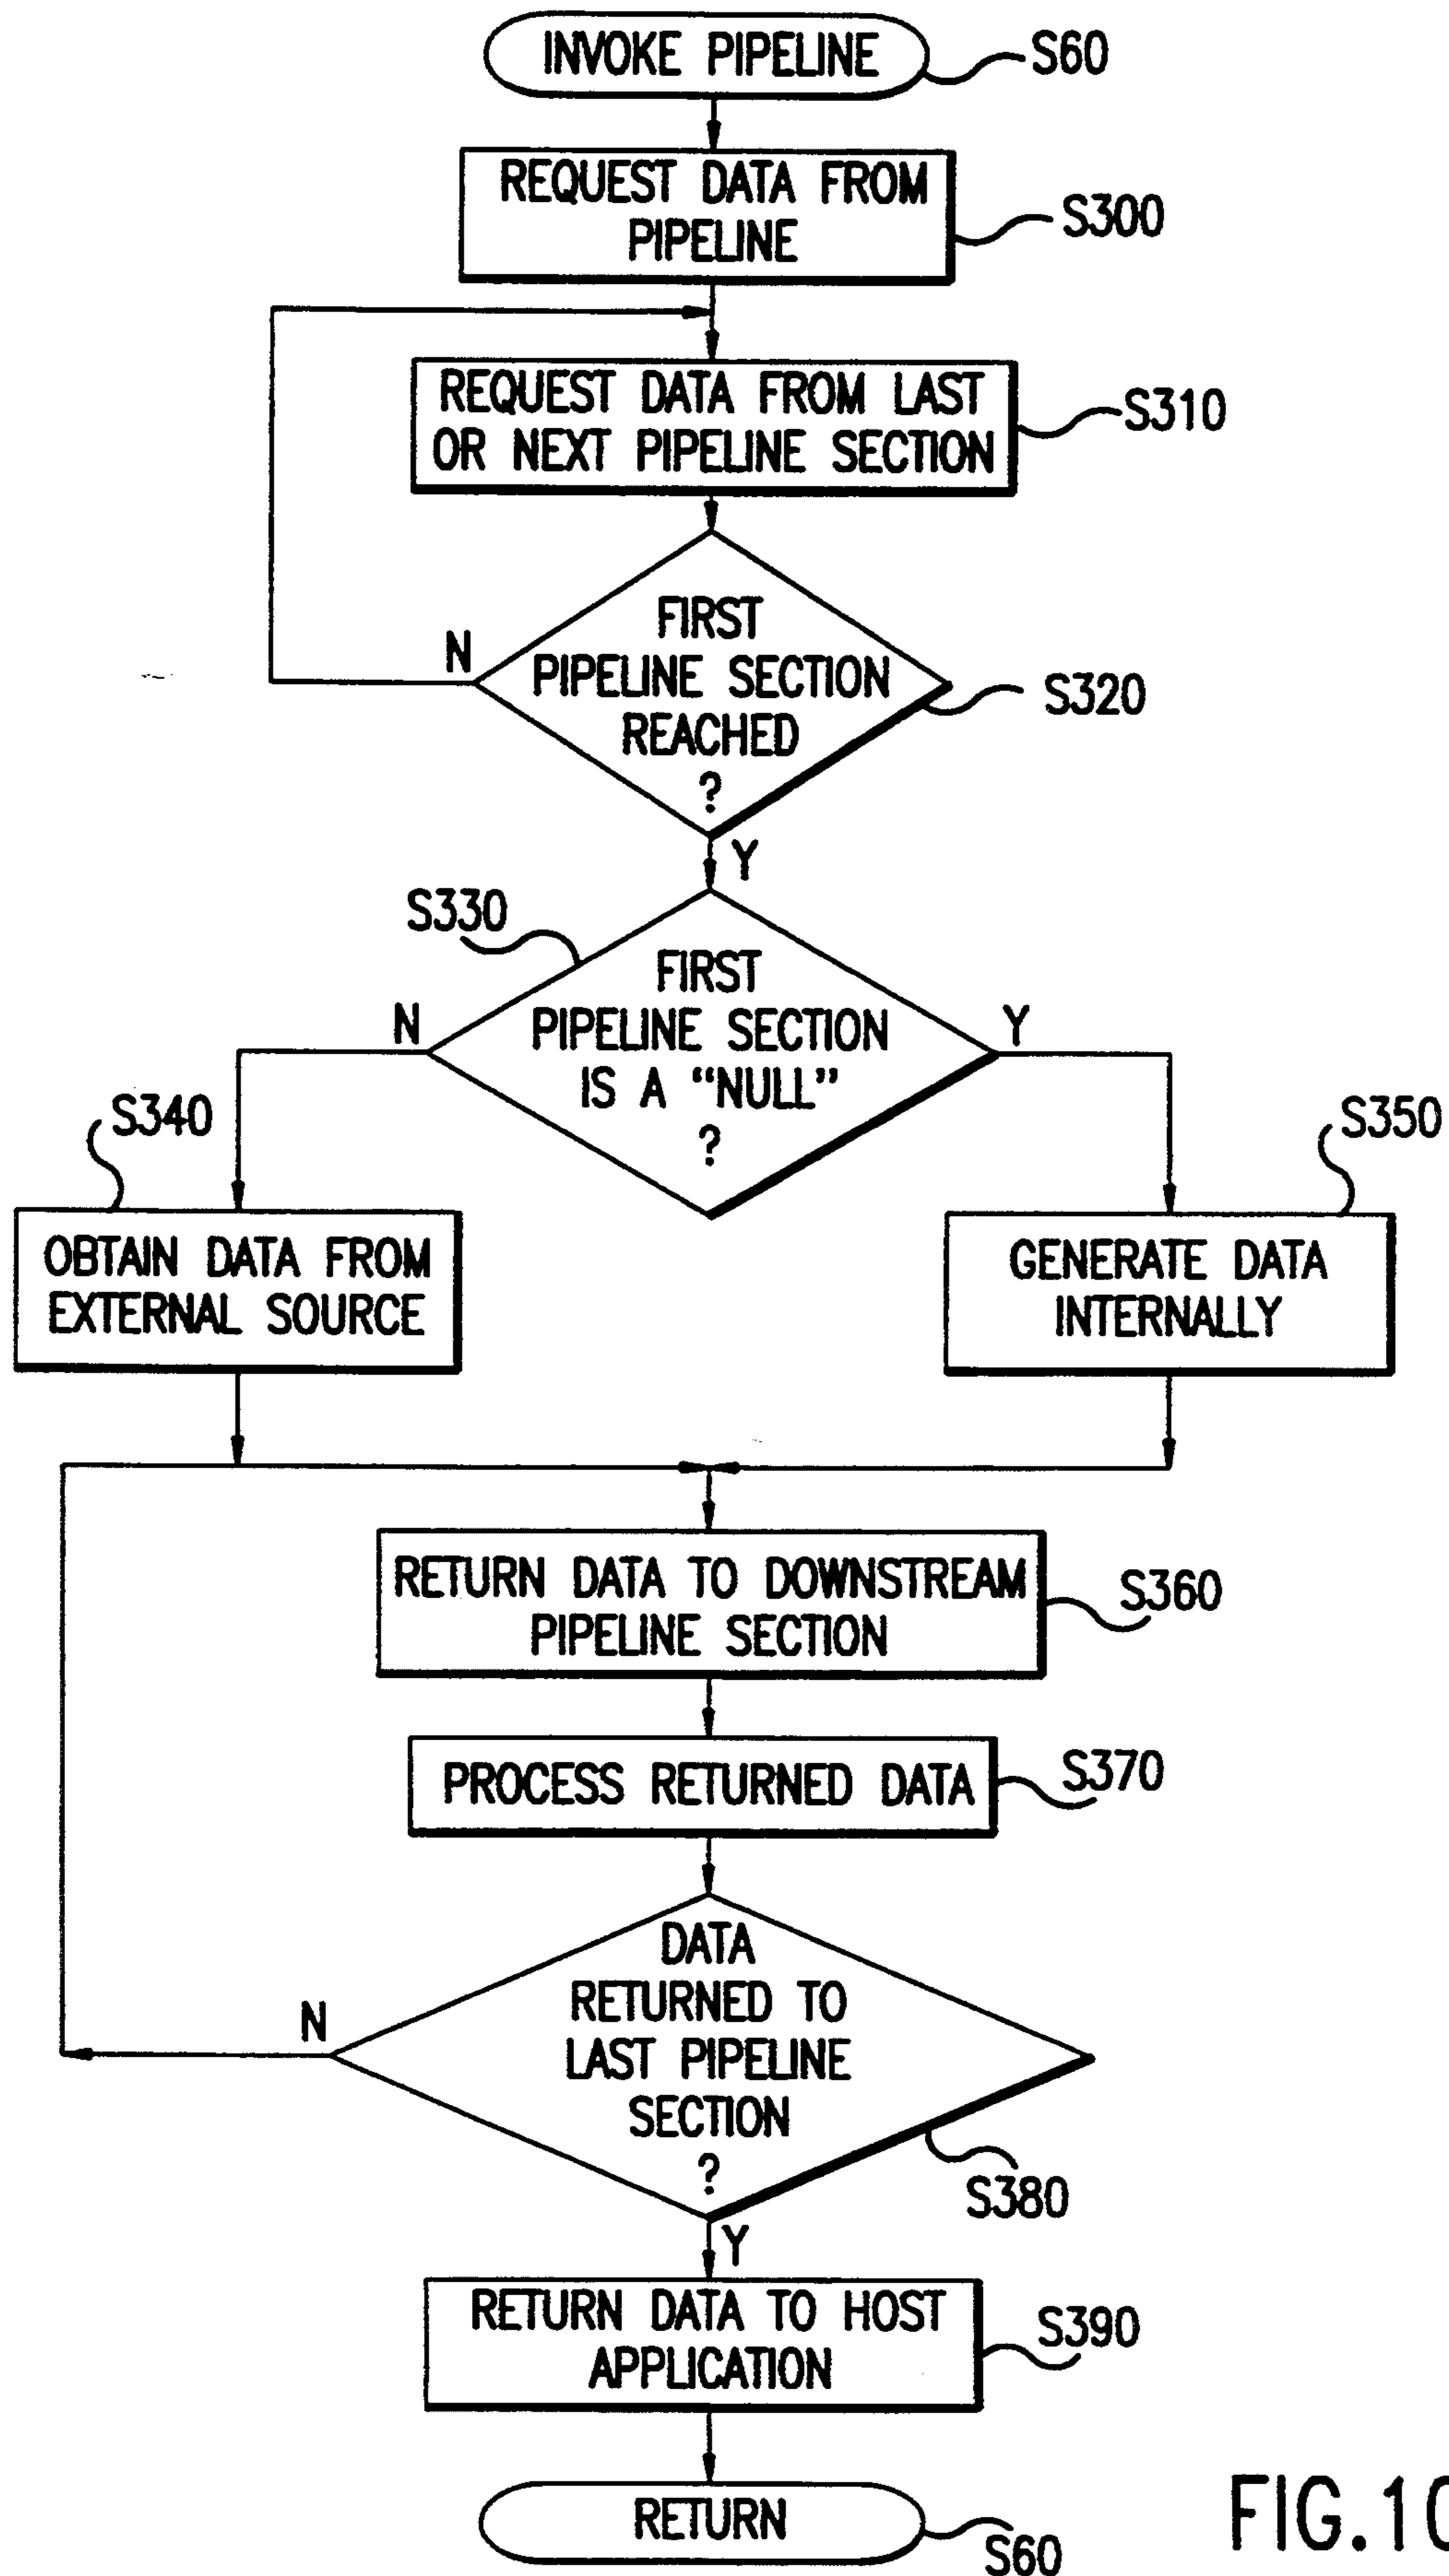 INVOKE PIPELINE
S60
REQUEST DATA FROM
PIPELINE
S300
REQUEST DATA FROM LAST
OR NEXT PIPELINE SECTION
S310
FIRST
PIPELINE SECTION
REACHED
?
N
S320
Y
S330
FIRST
PIPELINE SECTION
IS A “NULL”
?
N
Y
S340
S350
OBTAIN DATA FROM
EXTERNAL SOURCE
GENERATE DATA
INTERNALLY
RETURN DATA TO DOWNSTREAM
PIPELINE SECTION
S360
PROCESS RETURNED DATA
S370
DATA
RETURNED TO
LAST PIPELINE
SECTION
?
N
S380
Y
RETURN DATA TO HOST
APPLICATION
S390
RETURN
S60
FIG.10